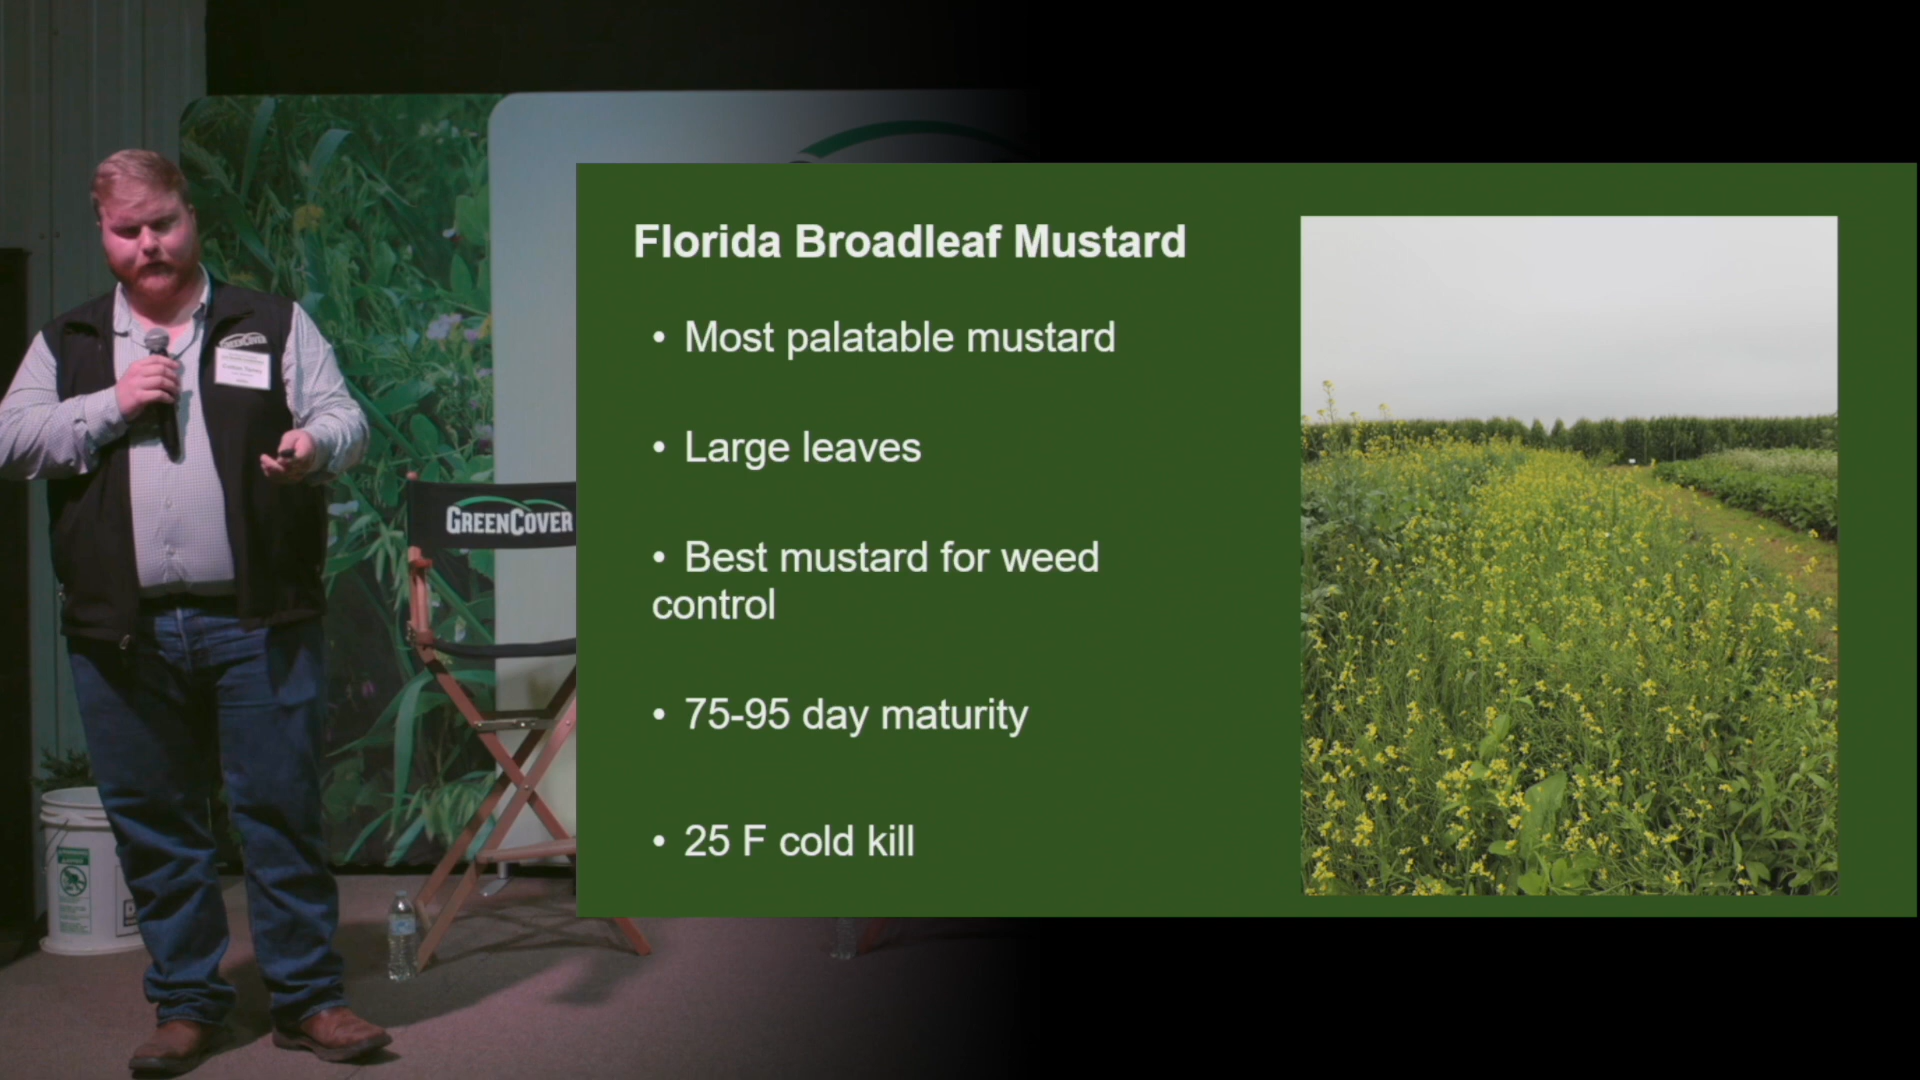 Florida Broadleaf Mustard
• Most palatable mustard
• Large leaves
• Best mustard for weed
control
• 75-95 day maturity
• 25 F cold kill
GREENCOVER
GREENCOVER